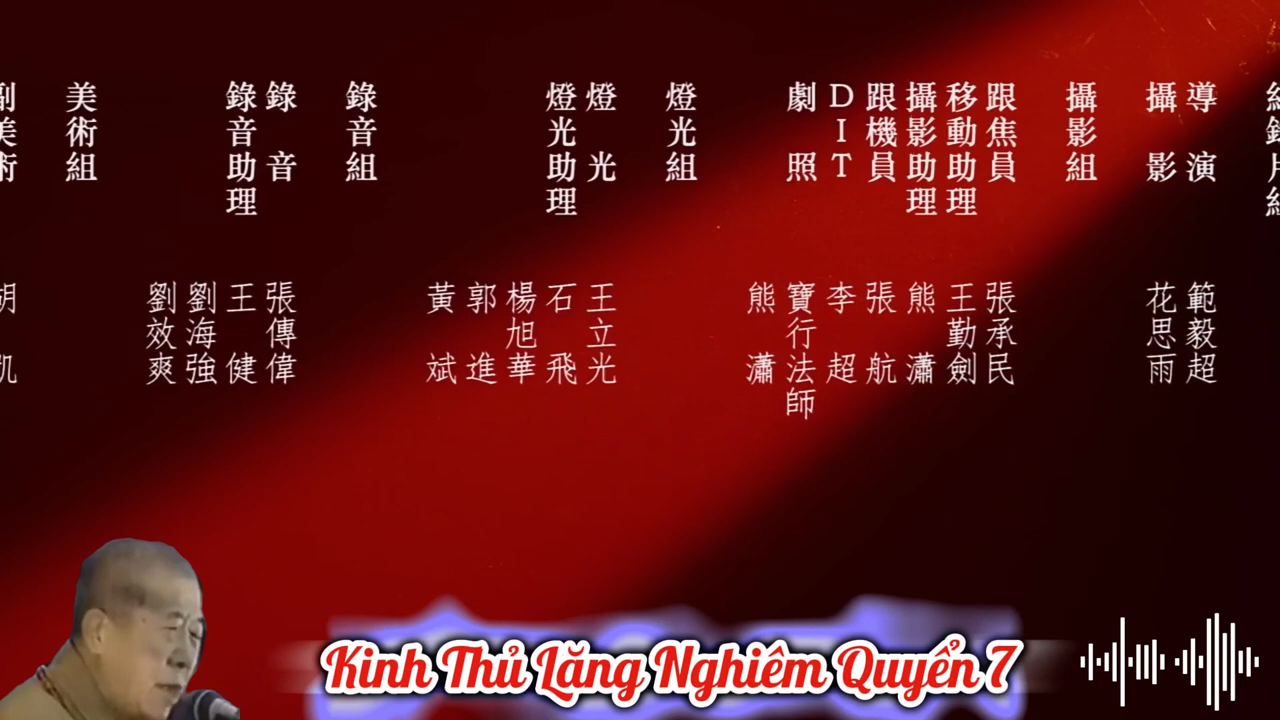 導演 範毅超
攝影 花思雨
攝影組
跟焦員 張承民
移動助理 王勤劍
攝影助理 熊瀟
跟機員 張航
DIT 李超
劇照 寶行法師
熊瀟
燈光組
燈光 王立光
燈光助理 石飛
楊旭華
郭進
黃斌
錄音組
錄音 張傳偉
錄音助理 王健
劉海強
劉效爽
美術組
Kinh Thủ Lăng Nghiêm Quyển 7